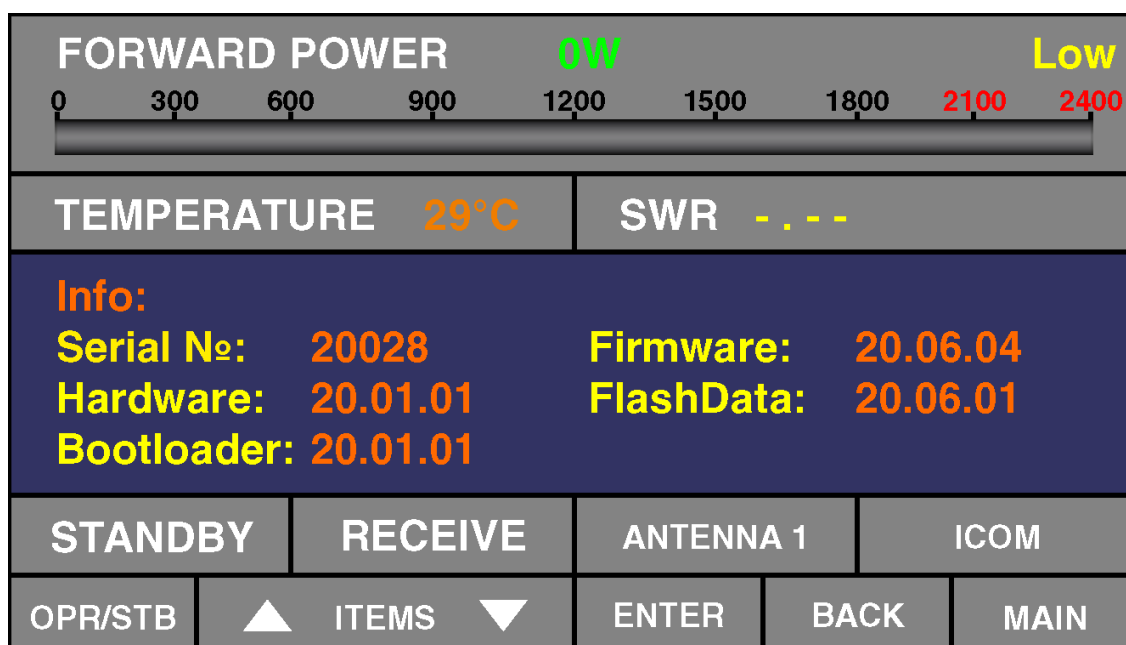 FORWARD POWER 0W Low
0 300 600 900 1200 1500 1800 2100 2400
TEMPERATURE 29°C SWR -.--
Info:
Serial №: 20028 Firmware: 20.06.04
Hardware: 20.01.01 FlashData: 20.06.01
Bootloader: 20.01.01
STANDBY RECEIVE ANTENNA 1 ICOM
OPR/STB ▲ ITEMS ▼ ENTER BACK MAIN